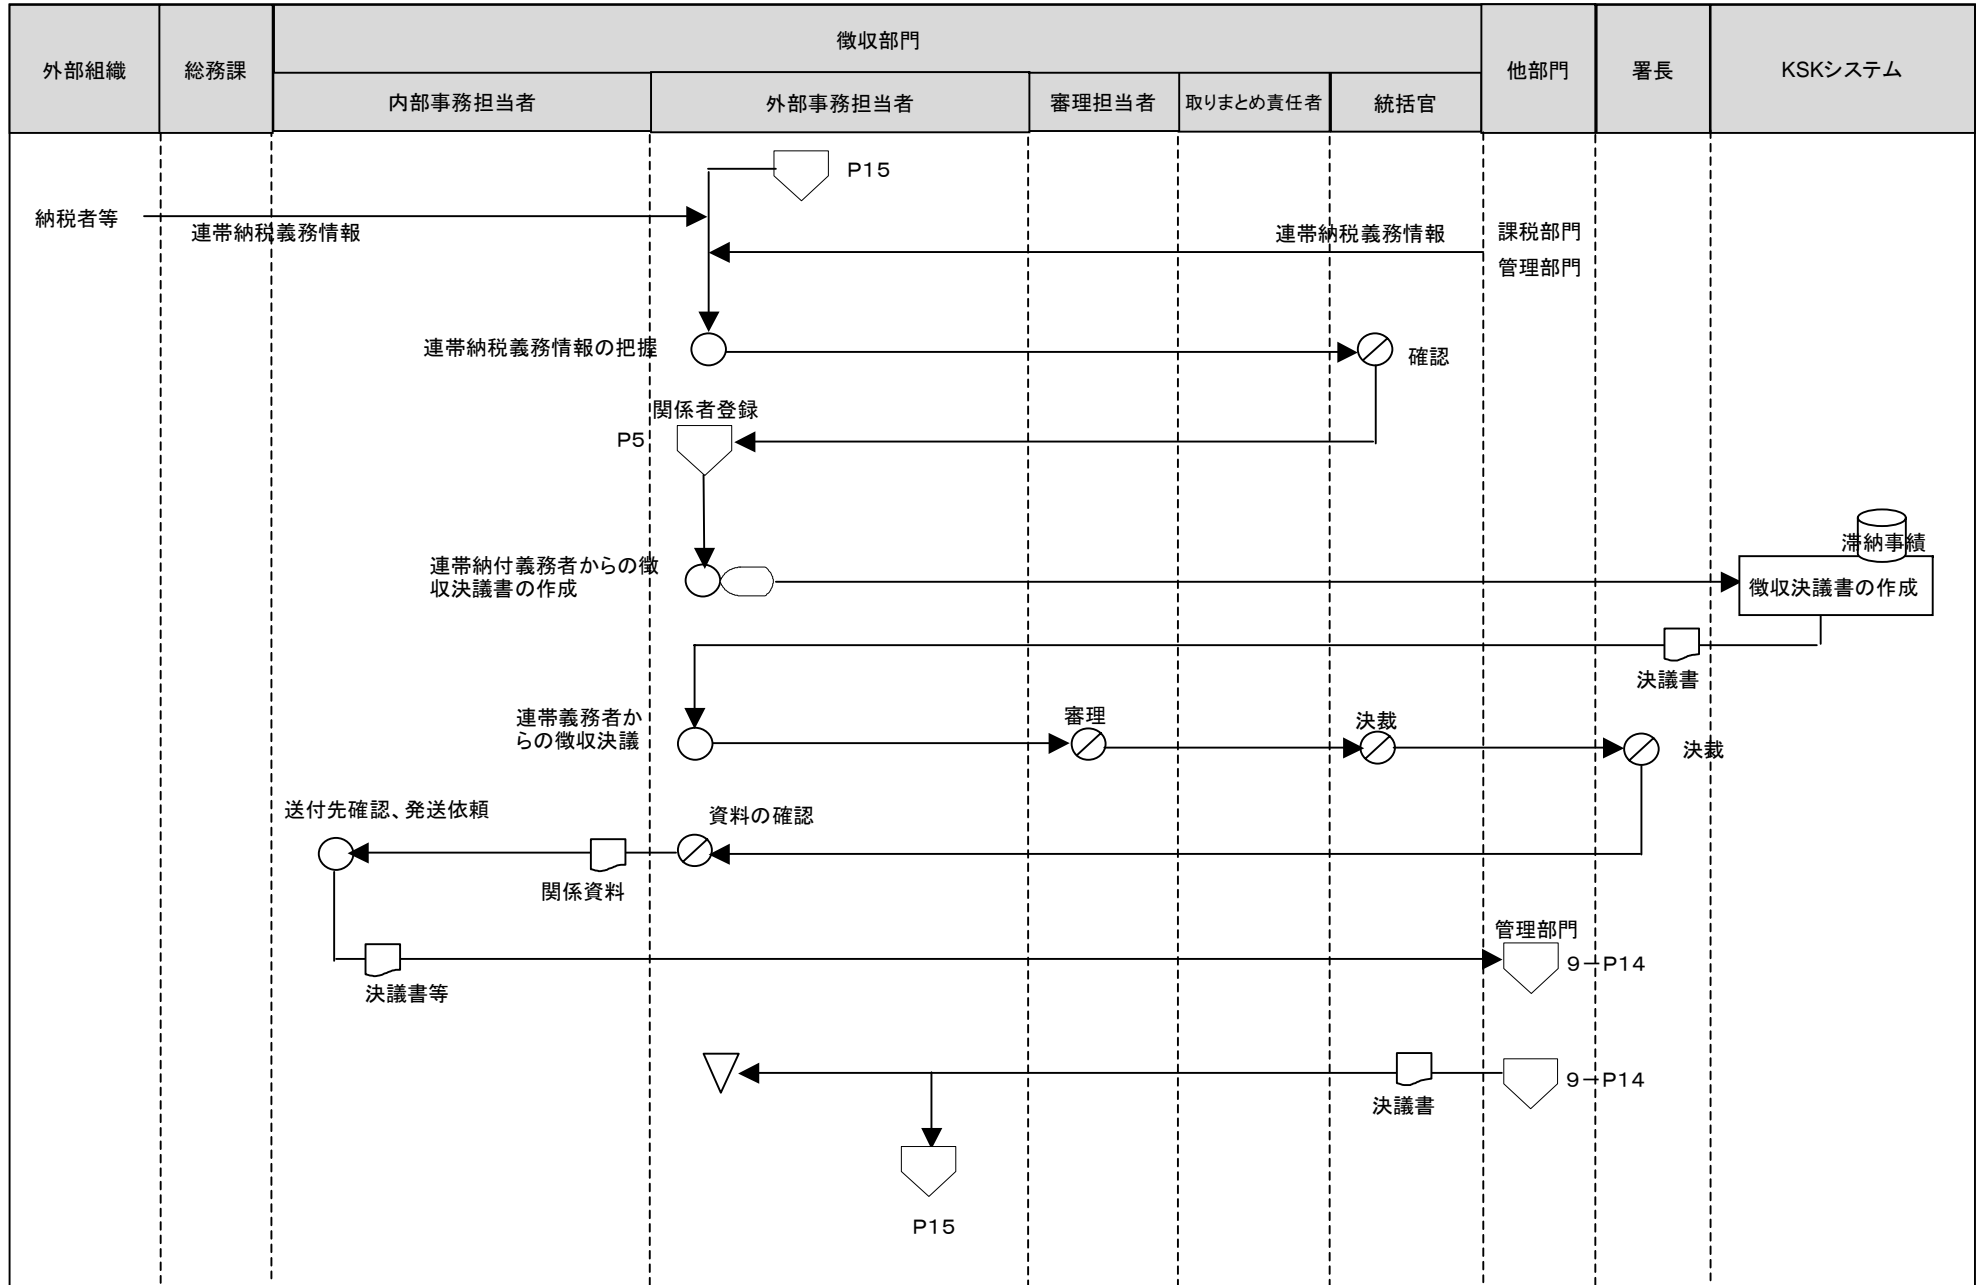 外部組織
総務課
徴収部門
他部門
署長
KSKシステム
内部事務担当者
外部事務担当者
審理担当者
取りまとめ責任者
統括官
P15
納税者等
連帯納税義務情報
連帯納税義務情報
課税部門
管理部門
連帯納税義務情報の把握
確認
関係者登録
P5
滞納事績
連帯納付義務者からの徴
収決議書の作成
徴収決議書の作成
決議書
連帯義務者か
らの徴収決議
審理
決裁
決裁
送付先確認、発送依頼
資料の確認
関係資料
管理部門
9-P14
決議書等
9-P14
決議書
P15